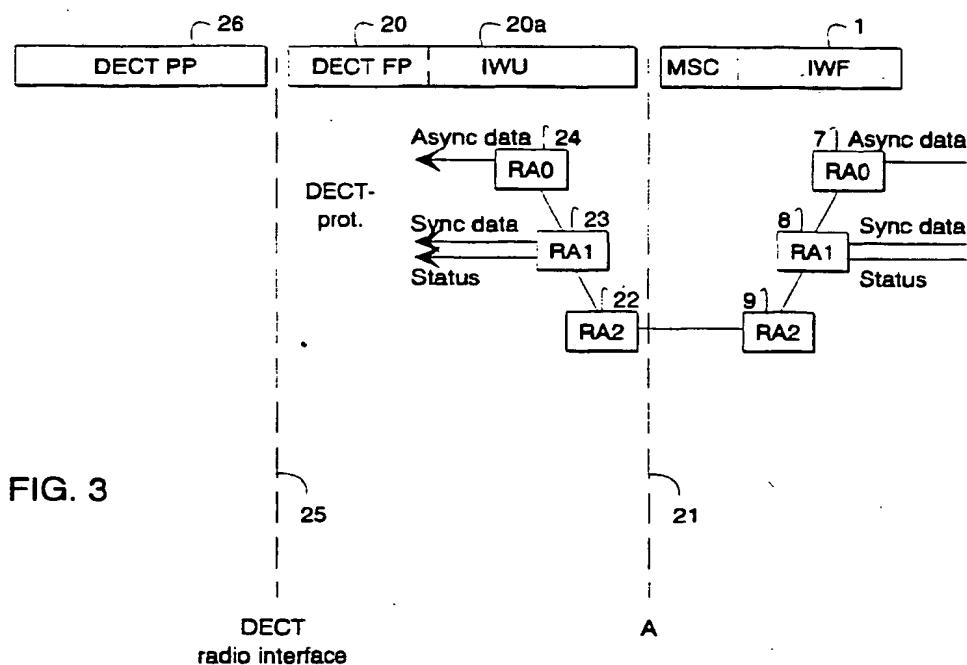 26 20 20a 1
DECT PP DECT FP IWU MSC IWF
Async data 24 7 Async data
RA0 RA0
DECT-
prot.
Sync data 23 8 Sync data
RA1 RA1
Status Status
22 9
RA2 RA2
FIG. 3
25 21
DECT A
radio interface